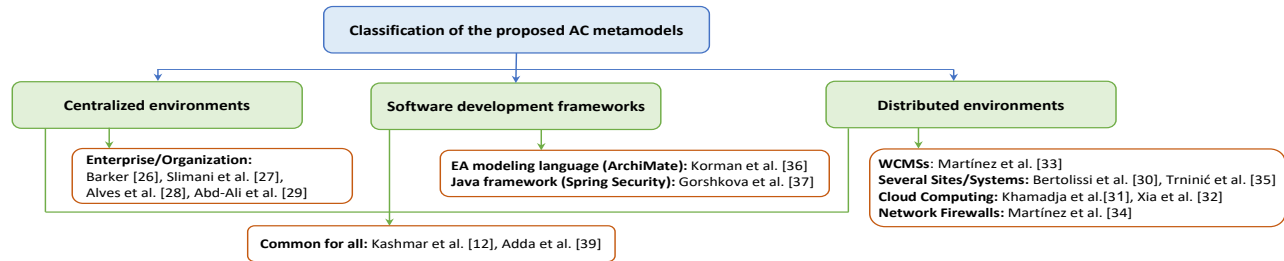 Classification of the proposed AC metamodels
Centralized environments
Software development frameworks
Distributed environments
Enterprise/Organization:
Barker [26], Slimani et al. [27],
Alves et al. [28], Abd-Ali et al. [29]
EA modeling language (ArchiMate): Korman et al. [36]
Java framework (Spring Security): Gorshkova et al. [37]
WCMSs: Martínez et al. [33]
Several Sites/Systems: Bertolissi et al. [30], Trninić et al. [35]
Cloud Computing: Khamadja et al.[31], Xia et al. [32]
Network Firewalls: Martínez et al. [34]
Common for all: Kashmar et al. [12], Adda et al. [39]